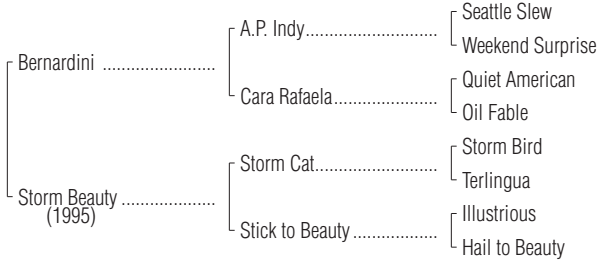 Seattle Slew
A.P. Indy........................
Weekend Surprise
Bernardini .......................
Quiet American
Cara Rafaela.....................
Oil Fable
Storm Bird
Storm Cat.........................
Terlingua
Storm Beauty ...................
(1995)
Illustrious
Stick to Beauty .................
Hail to Beauty